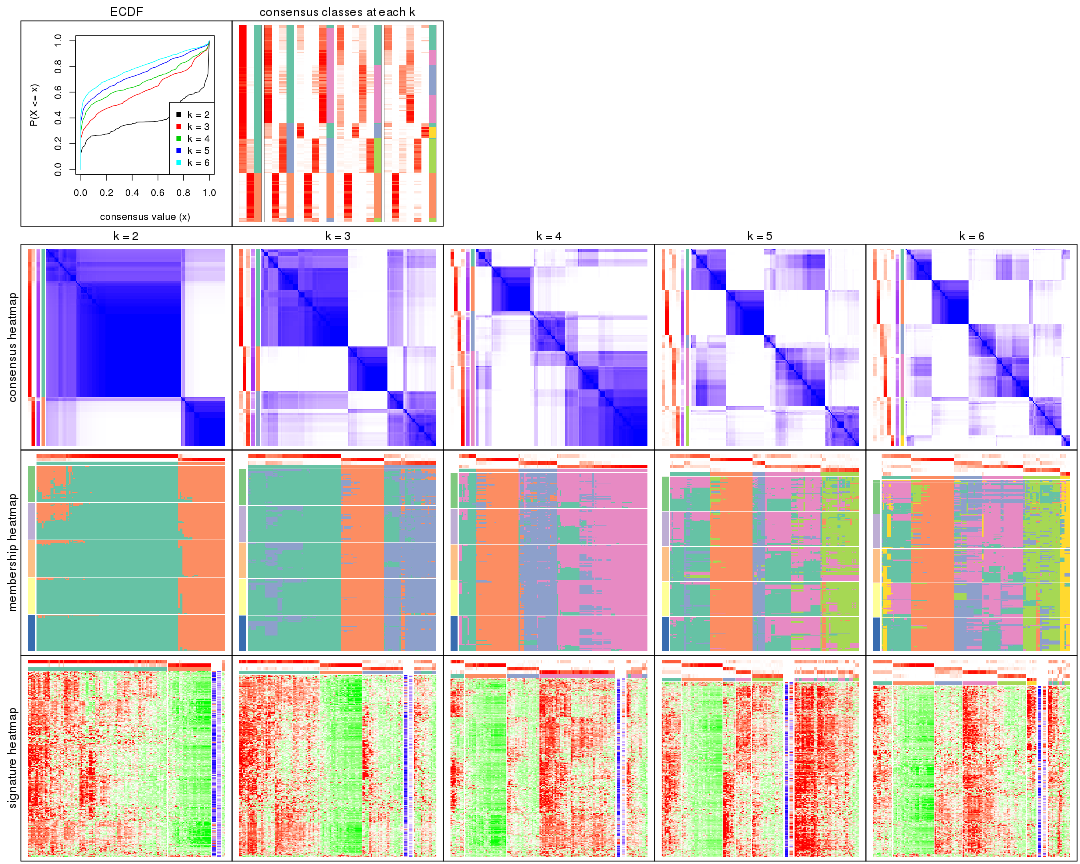 ECDF
consensus classes at each k
P(X <= x)
0.0
0.2
0.4
0.6
0.8
1.0
k = 2
k = 3
k = 4
k = 5
k = 6
0.0 0.2 0.4 0.6 0.8 1.0
consensus value (x)
k = 2
k = 3
k = 4
k = 5
k = 6
consensus heatmap
membership heatmap
signature heatmap